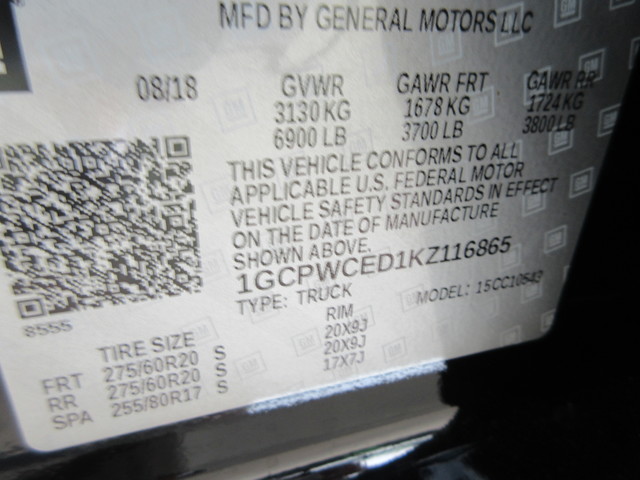 MFD BY GENERAL MOTORS LLC
08/18 GVWR GAWR FRT GAWR RR
3130 KG 1678 KG 1724 KG
6900 LB 3700 LB 3800 LB
THIS VEHICLE CONFORMS TO ALL
APPLICABLE U.S. FEDERAL MOTOR
VEHICLE SAFETY STANDARDS IN EFFECT
ON THE DATE OF MANUFACTURE
SHOWN ABOVE.
1GCPWCED1KZ116865
TYPE: TRUCK MODEL: 15CC10543
8555
TIRE SIZE RIM
FRT 275/60R20 S 20X9J
RR 275/60R20 S 20X9J
SPA 255/80R17 S 17X7J